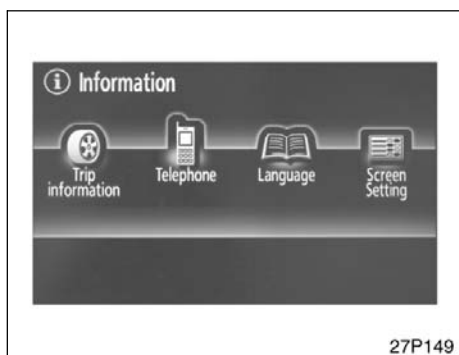 i Information
Trip
information
Telephone
Language
Screen
Setting
27P149